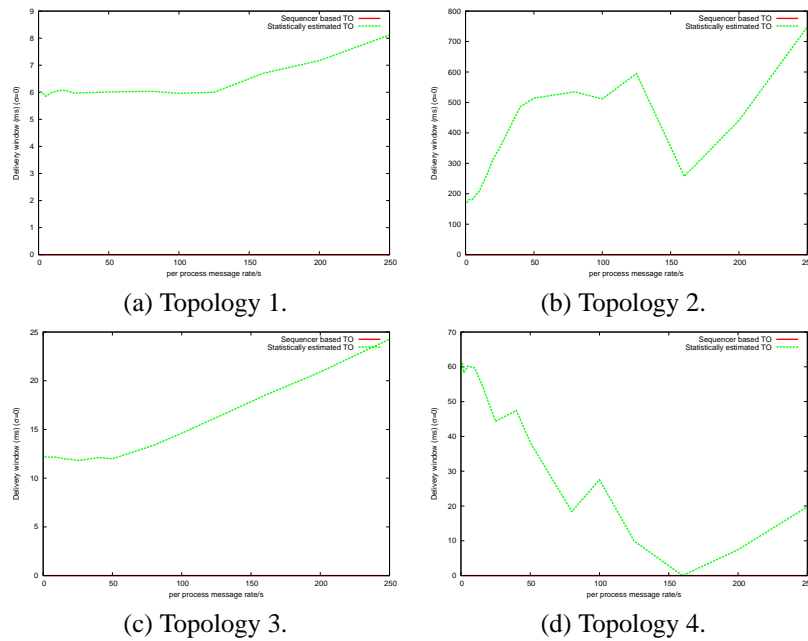 9
8
7
6
5
4
3
2
1
0
Delivery window (ms) (σ=0)
Sequencer based TO
Statistically estimated TO
0 50 100 150 200 250
per process message rate/s
(a) Topology 1.
800
700
600
500
400
300
200
100
0
Delivery window (ms) (σ=0)
Sequencer based TO
Statistically estimated TO
0 50 100 150 200 250
per process message rate/s
(b) Topology 2.
25
20
15
10
5
0
Delivery window (ms) (σ=0)
Sequencer based TO
Statistically estimated TO
0 50 100 150 200 250
per process message rate/s
(c) Topology 3.
70
60
50
40
30
20
10
0
Delivery window (ms) (σ=0)
Sequencer based TO
Statistically estimated TO
0 50 100 150 200 250
per process message rate/s
(d) Topology 4.